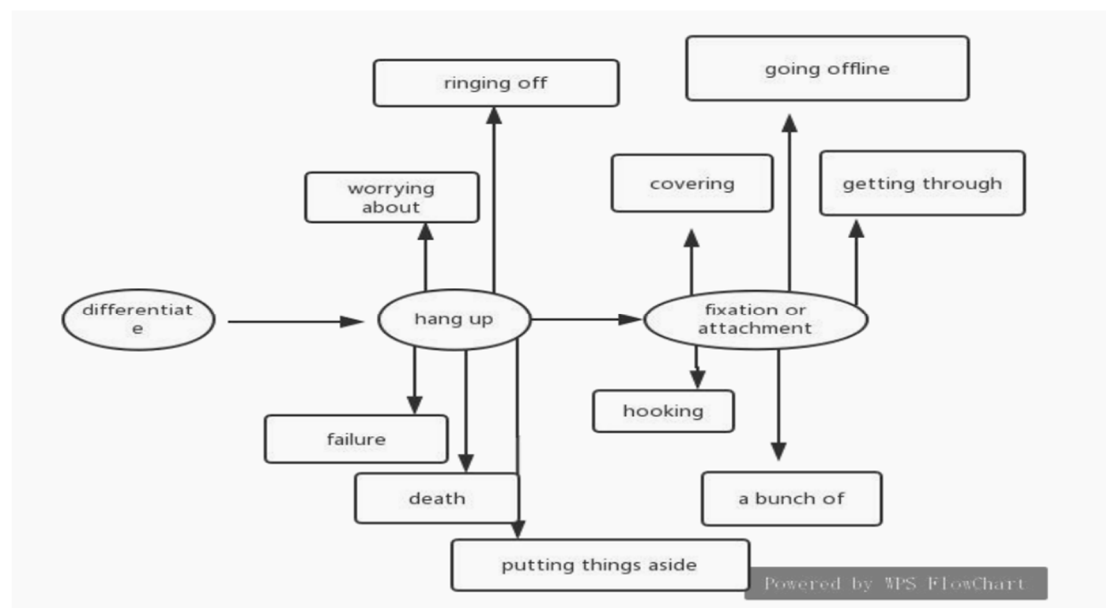 going offline
ringing off
covering
getting through
worrying
about
differentiat
e
hang up
fixation or
attachment
hooking
failure
death
a bunch of
putting things aside
Powered by WPS FlowChart